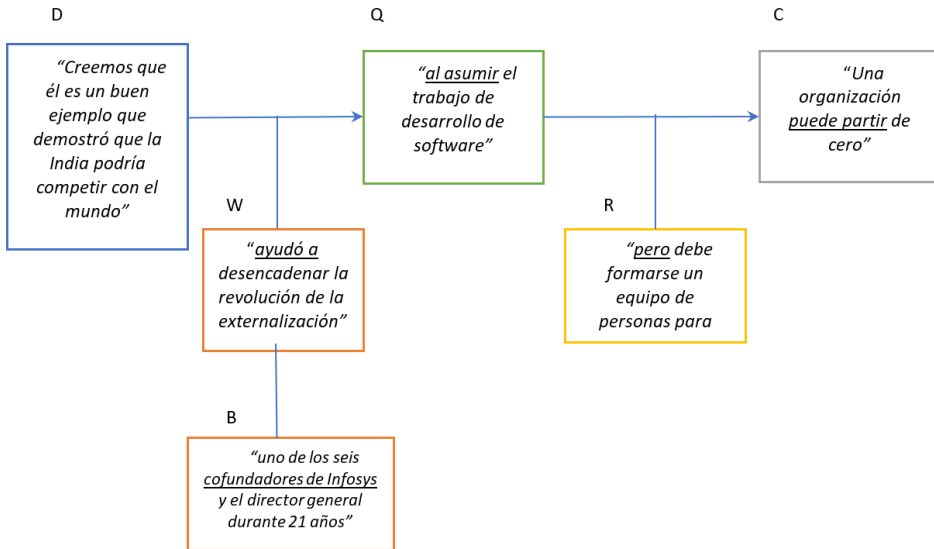 D
Q
C
“Creemos que
él es un buen
ejemplo que
demostró que la
India podría
competir con el
mundo”
“al asumir el
trabajo de
desarrollo de
software”
“Una
organización
puede partir de
cero”
W
“ayudó a
desencadenar la
revolución de la
externalización”
R
“pero debe
formarse un
equipo de
personas para
B
“uno de los seis
cofundadores de Infosys
y el director general
durante 21 años”